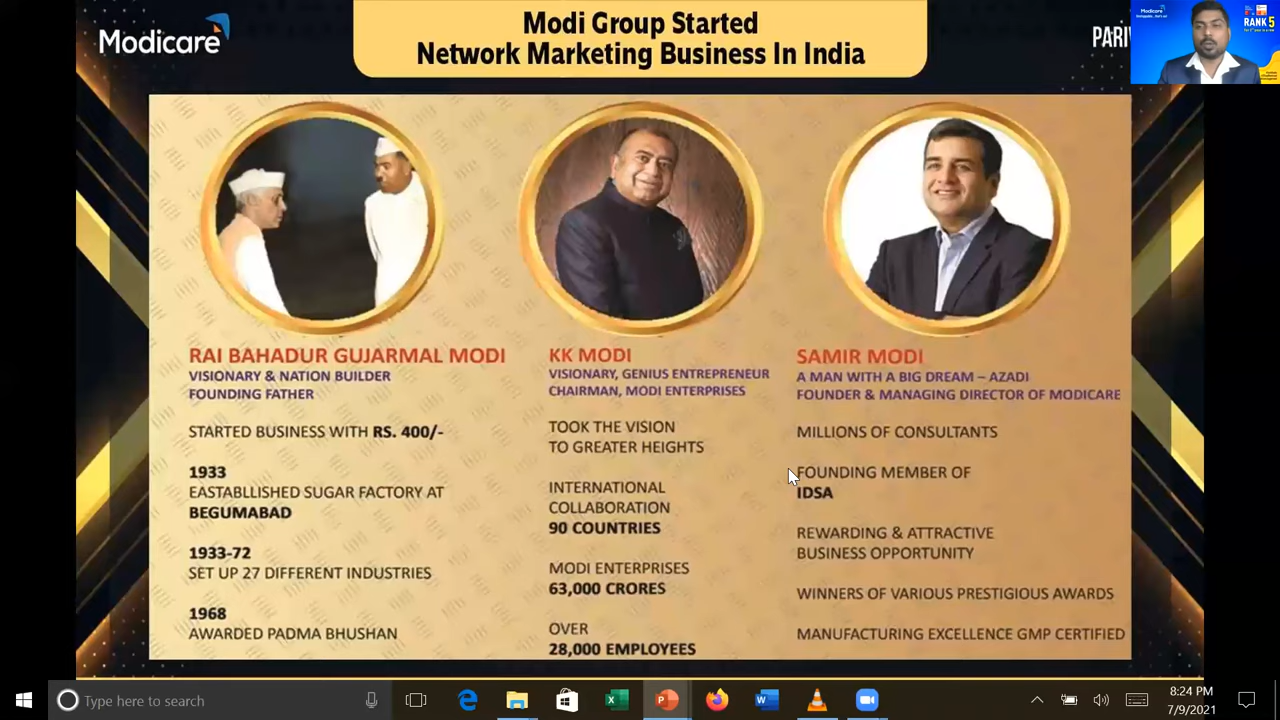 Modicare
Modi Group Started
Network Marketing Business In India
PARIV
Modicare
RANK 5
RAI BAHADUR GUJARMAL MODI
VISIONARY & NATION BUILDER
FOUNDING FATHER
STARTED BUSINESS WITH RS. 400/-
1933
EASTABLLISHED SUGAR FACTORY AT
BEGUMABAD
1933-72
SET UP 27 DIFFERENT INDUSTRIES
1968
AWARDED PADMA BHUSHAN
KK MODI
VISIONARY, GENIUS ENTREPRENEUR
CHAIRMAN, MODI ENTERPRISES
TOOK THE VISION
TO GREATER HEIGHTS
INTERNATIONAL
COLLABORATION
90 COUNTRIES
MODI ENTERPRISES
63,000 CRORES
OVER
28,000 EMPLOYEES
SAMIR MODI
A MAN WITH A BIG DREAM – AZADI
FOUNDER & MANAGING DIRECTOR OF MODICARE
MILLIONS OF CONSULTANTS
FOUNDING MEMBER OF
IDSA
REWARDING & ATTRACTIVE
BUSINESS OPPORTUNITY
WINNERS OF VARIOUS PRESTIGIOUS AWARDS
MANUFACTURING EXCELLENCE GMP CERTIFIED
Type here to search
8:24 PM
7/9/2021